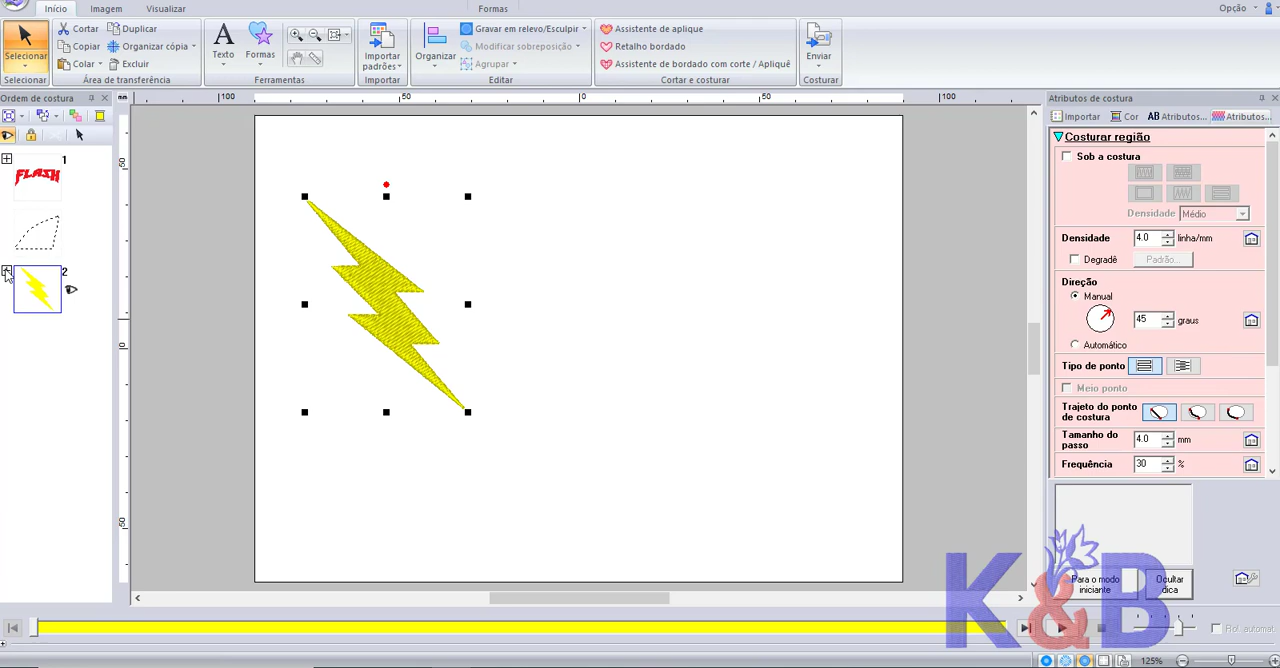 Início Imagem Visualizar Formas Opção
Selecionar
Selecionar
Cortar
Copiar
Colar
Duplicar
Organizar cópia
Excluir
Área de transferência
Texto
Formas
Ferramentas
Importar
padrões
Importar
Organizar
Gravar em relevo/Esculpir
Modificar sobreposição
Agrupar
Editar
Assistente de aplique
Retalho bordado
Assistente de bordado com corte / Apliquê
Cortar e costurar
Enviar
Costurar
Ordem de costura
1
FLASH
2
mm
100 50 0 50 100
50
0
50
Atributos de costura
Importar Cor AB Atributos... Atributos...
Costurar região
Sob a costura
Densidade Médio
Densidade 4.0 linha/mm
Degradê Padrão...
Direção
Manual
45 graus
Automático
Tipo de ponto
Meio ponto
Trajeto do ponto
de costura
Tamanho do
passo 4.0 mm
Frequência 30 %
Para o modo
iniciante
Ocultar
dica
K&B
Rol. automát.
125%